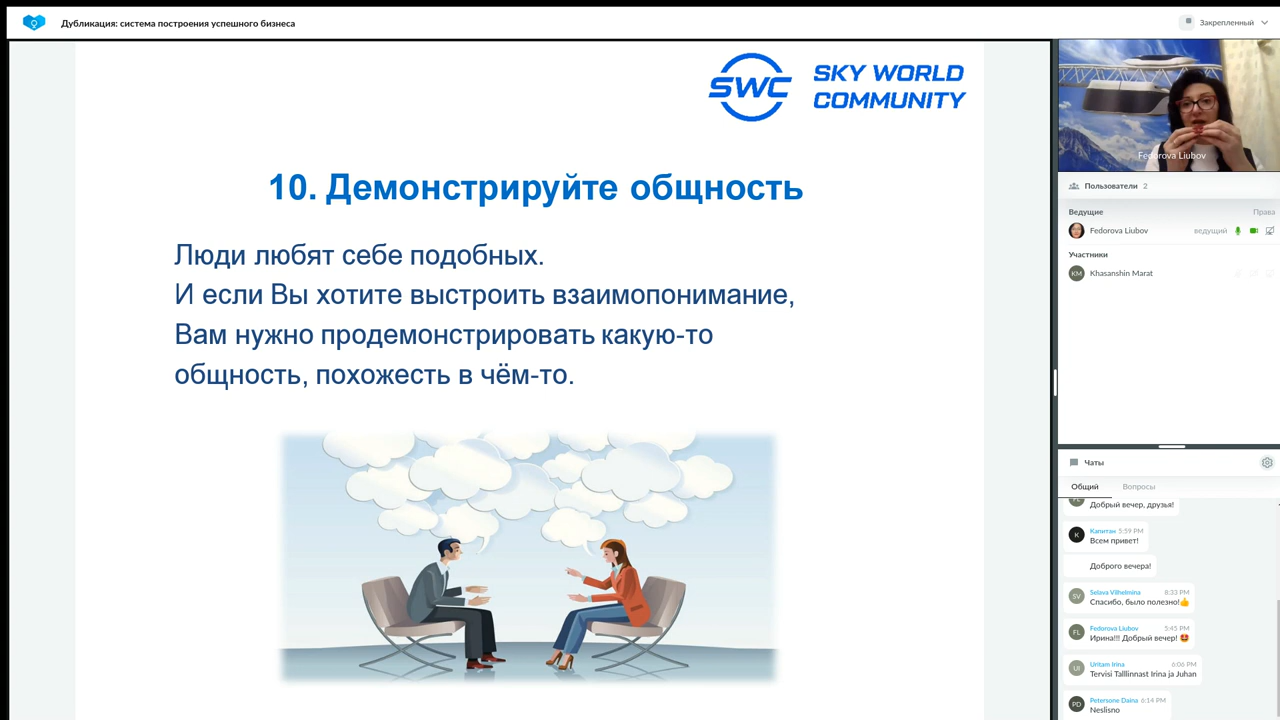 Дубликация: система построения успешного бизнеса
Закрепленный
SWC
SKY WORLD
COMMUNITY
10. Демонстрируйте общность
Люди любят себе подобных.
И если Вы хотите выстроить взаимопонимание,
Вам нужно продемонстрировать какую-то
общность, похожесть в чём-то.
Fedorova Liubov
Пользователи 2
Ведущие Права
Fedorova Liubov ведущий
Участники
KM Khasanshin Marat
Чаты
Общий Вопросы
Добрый вечер, друзья!
К Капитан 5:59 PM
Всем привет!
Доброго вечера!
SV Selava Vilhelmina 8:33 PM
Спасибо, было полезно!👍
FL Fedorova Liubov 5:45 PM
Ирина!!! Добрый вечер! 🤩
UI Uritam Irina 6:06 PM
Tervisi Talllinnast Irina ja Juhan
PD Petersone Daina 6:14 PM
Neslisno